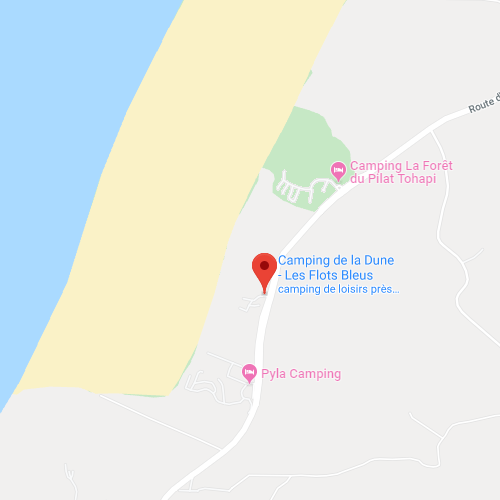 Route d
Camping La Forêt
du Pilat Tohapi
Camping de la Dune
- Les Flots Bleus
camping de loisirs près...
Pyla Camping